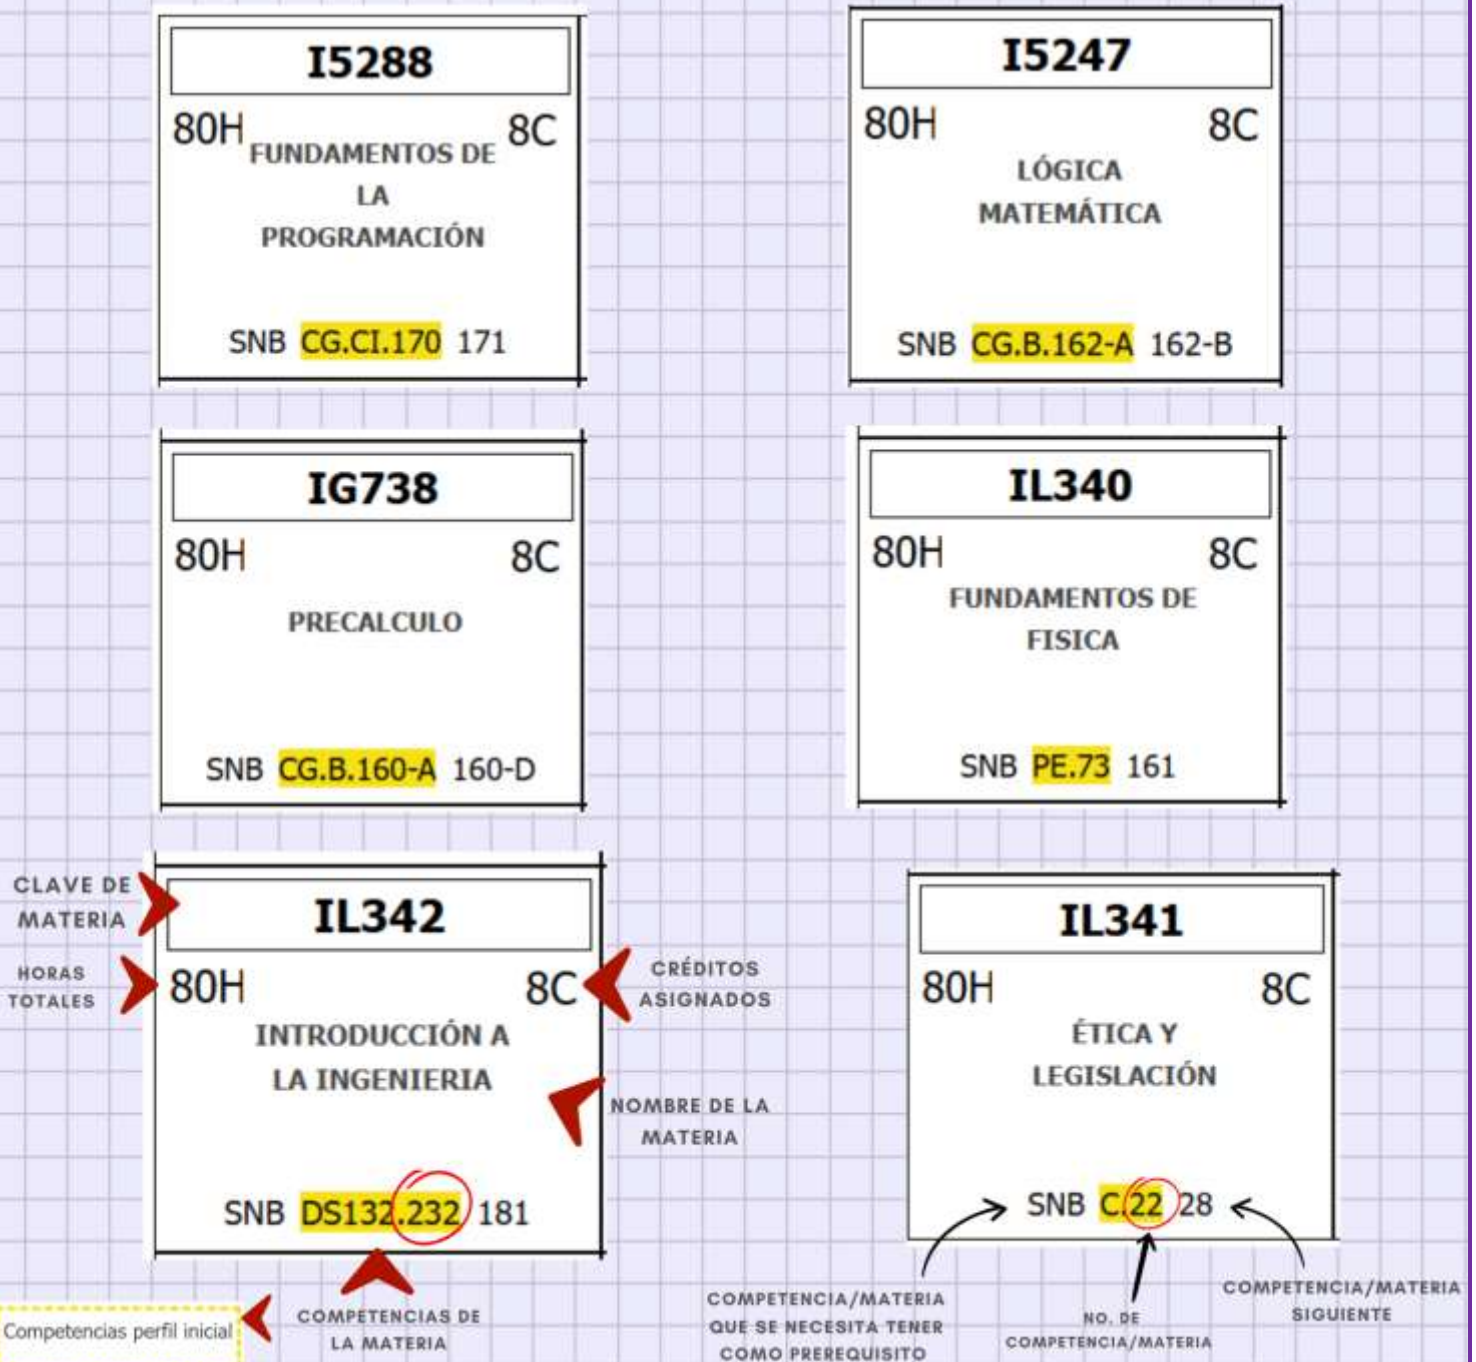 I5288
80H 8C
FUNDAMENTOS DE
LA
PROGRAMACIÓN
SNB CG.CI.170 171
I5247
80H 8C
LÓGICA
MATEMÁTICA
SNB CG.B.162-A 162-B
IG738
80H 8C
PRECALCULO
SNB CG.B.160-A 160-D
IL340
80H 8C
FUNDAMENTOS DE
FISICA
SNB PE.73 161
CLAVE DE
MATERIA
HORAS
TOTALES
IL342
80H 8C
INTRODUCCIÓN A
LA INGENIERIA
SNB DS132.232 181
CRÉDITOS
ASIGNADOS
NOMBRE DE LA
MATERIA
COMPETENCIAS DE
LA MATERIA
Competencias perfil inicial
IL341
80H 8C
ÉTICA Y
LEGISLACIÓN
SNB C.22 28
COMPETENCIA/MATERIA
QUE SE NECESITA TENER
COMO PREREQUISITO
NO. DE
COMPETENCIA/MATERIA
COMPETENCIA/MATERIA
SIGUIENTE